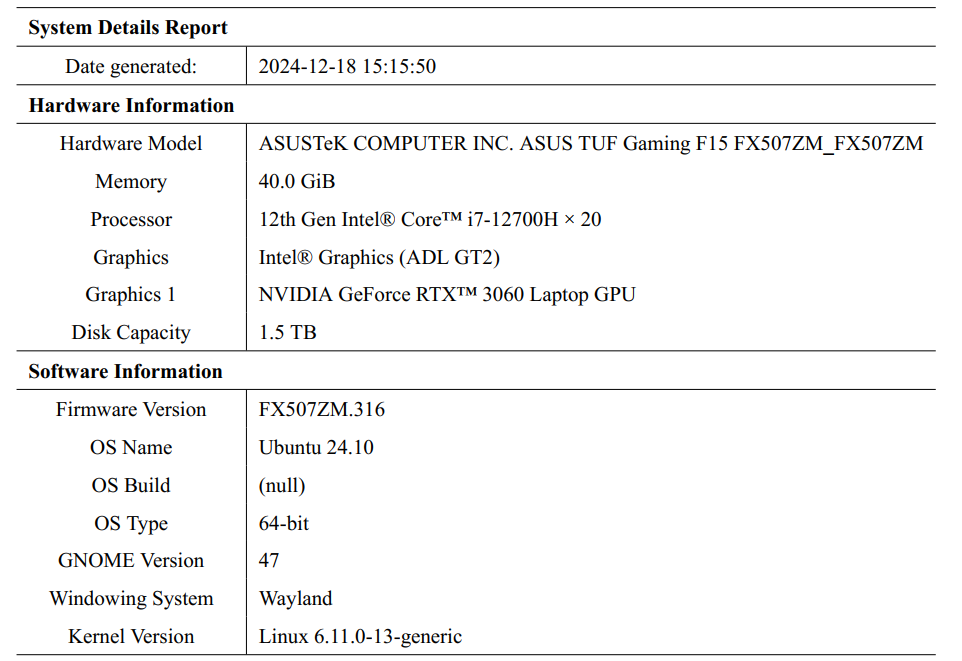 System Details Report
Date generated: 2024-12-18 15:15:50
Hardware Information
Hardware Model ASUSTeK COMPUTER INC. ASUS TUF Gaming F15 FX507ZM_FX507ZM
Memory 40.0 GiB
Processor 12th Gen Intel® Core™ i7-12700H × 20
Graphics Intel® Graphics (ADL GT2)
Graphics 1 NVIDIA GeForce RTX™ 3060 Laptop GPU
Disk Capacity 1.5 TB
Software Information
Firmware Version FX507ZM.316
OS Name Ubuntu 24.10
OS Build (null)
OS Type 64-bit
GNOME Version 47
Windowing System Wayland
Kernel Version Linux 6.11.0-13-generic